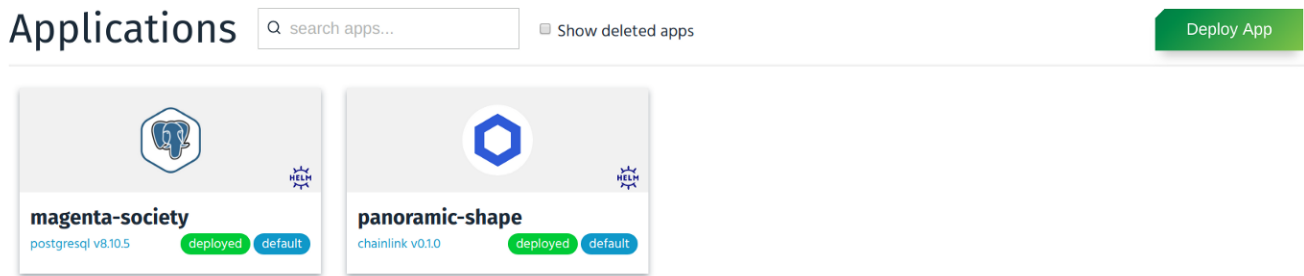 Applications
search apps...
Show deleted apps
Deploy App
HELM
magenta-society
postgresql v8.10.5
deployed
default
HELM
panoramic-shape
chainlink v0.1.0
deployed
default